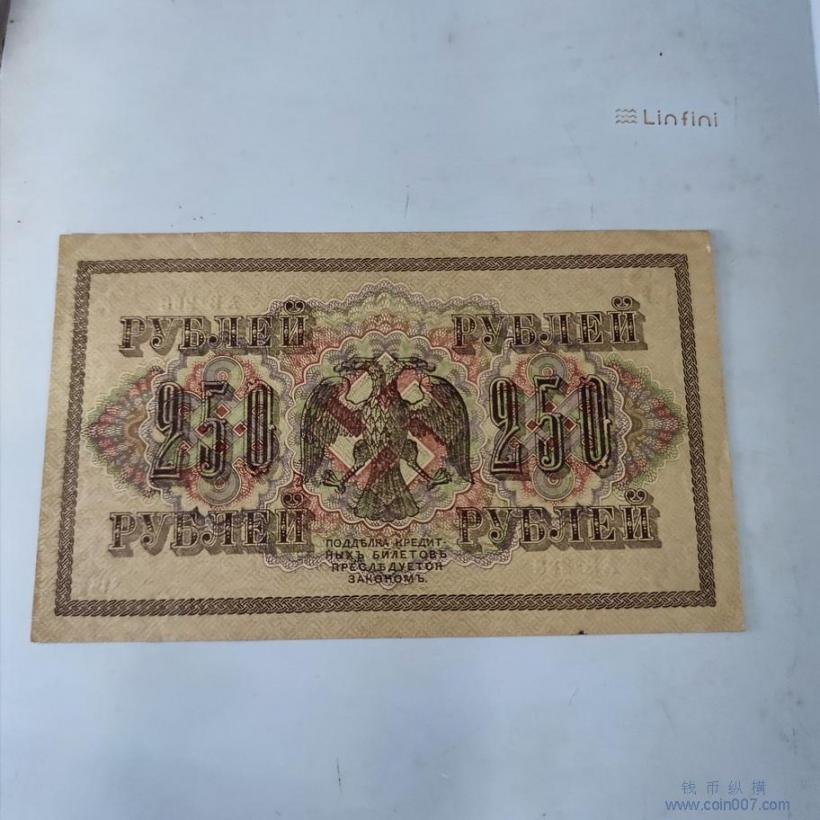 Linfini
РУБЛЕЙ РУБЛЕЙ
250 250
РУБЛЕЙ РУБЛЕЙ
ПОДДѢЛКА КРЕДИТ-
НЫХЪ БИЛЕТОВЪ
ПРЕСЛѢДУЕТСЯ
ЗАКОНОМЪ.
钱币纵横
www.coin007.com